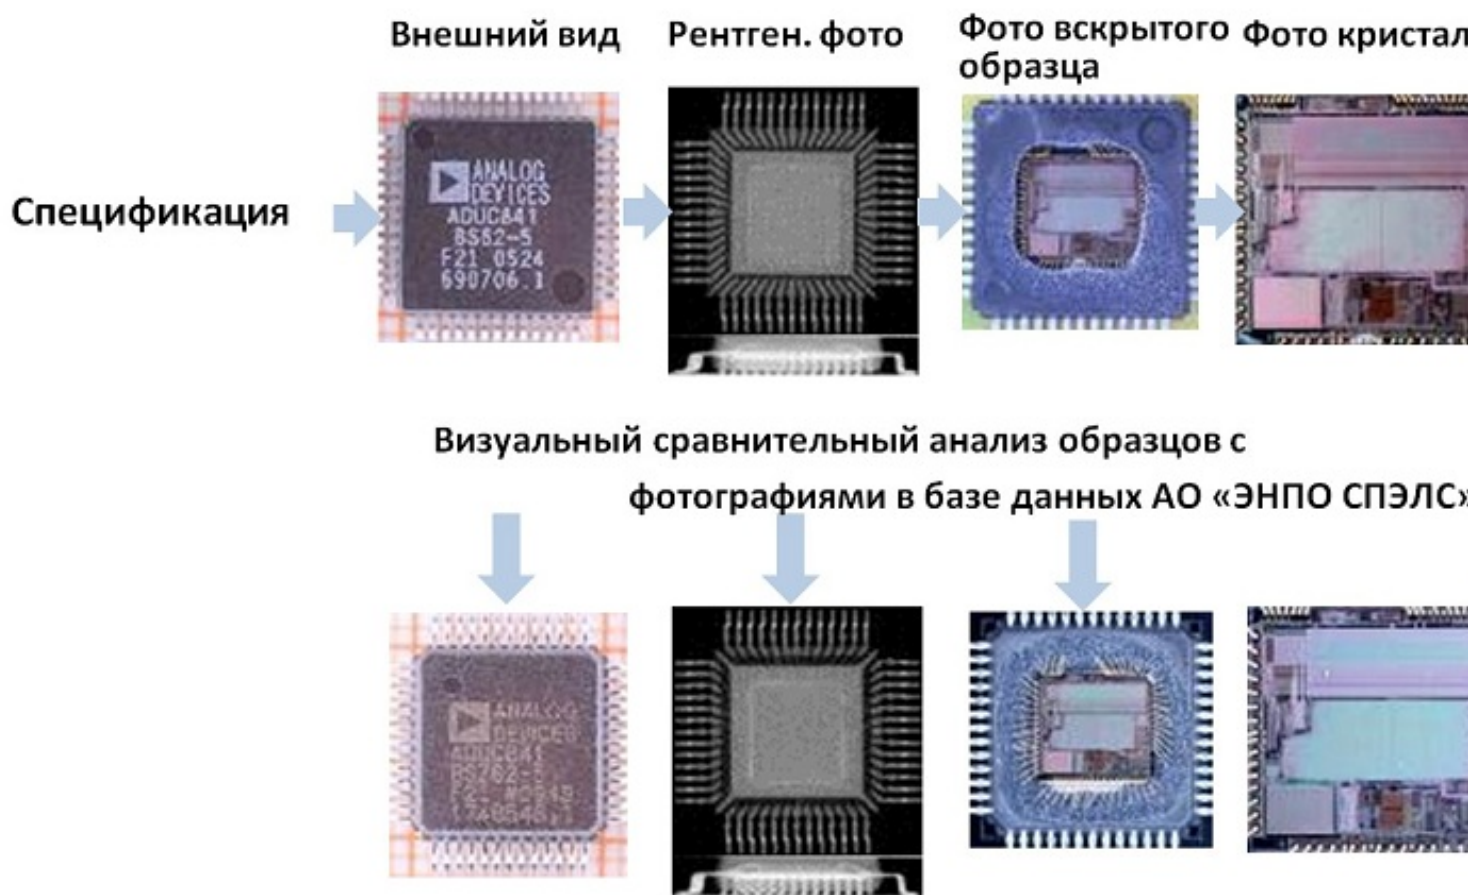 Внешний вид
Рентген. фото
Фото вскрытого
образца
Фото кристал
Спецификация
ANALOG
DEVICES
ADUC841
BS62-5
F21 0524
690706.1
Визуальный сравнительный анализ образцов с
фотографиями в базе данных АО «ЭНПО СПЭЛС»
ANALOG
DEVICES
ADUC841